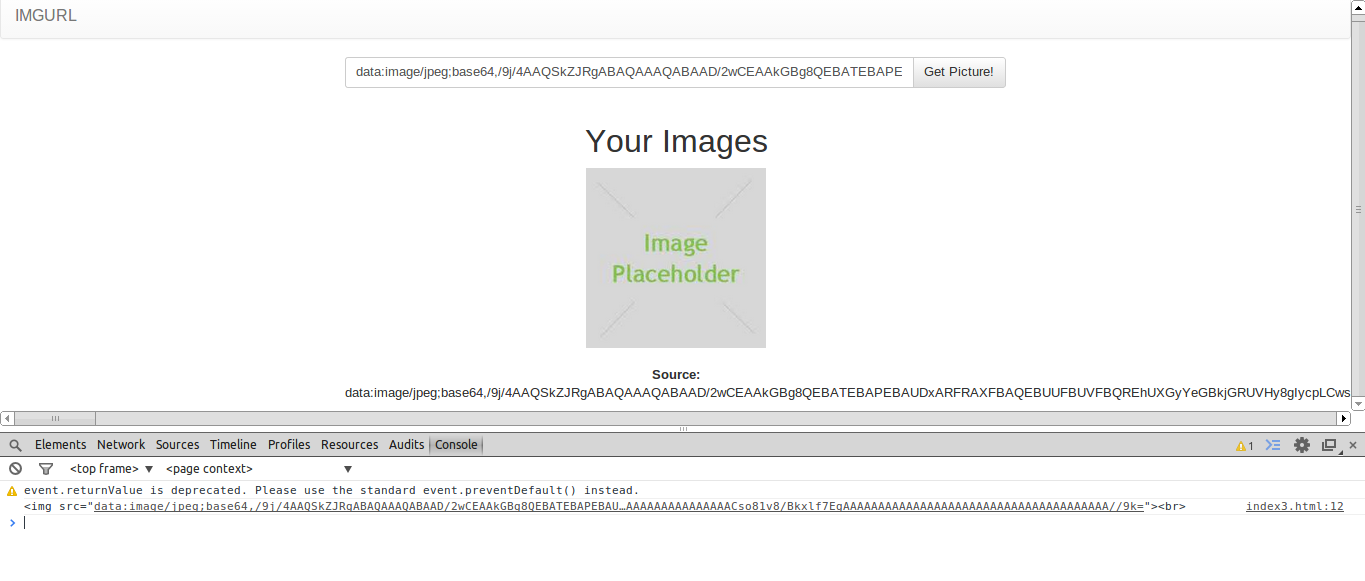 IMGURL
data:image/jpeg;base64,/9j/4AAQSkZJRgABAQAAAQABAAD/2wCEAAkGBg8QEBATEBAPE Get Picture!
Your Images
Image
Placeholder
Source:
data:image/jpeg;base64,/9j/4AAQSkZJRgABAQAAAQABAAD/2wCEAAkGBg8QEBATEBAPEBAUDxARFRAXFBAQEBUUFBUVFBQREhUXGyYeGBkjGRUVHy8gIycpLCws
Elements Network Sources Timeline Profiles Resources Audits Console 1
<top frame> <page context>
event.returnValue is deprecated. Please use the standard event.preventDefault() instead.
<img src="data:image/jpeg;base64,/9j/4AAQSkZJRgABAQAAAQABAAD/2wCEAAkGBg8QEBATEBAPEBAU…AAAAAAAAAAAAAAACso81v8/Bkxlf7EgAAAAAAAAAAAAAAAAAAAAAAAAAAAAAAAAAAAAAA//9k="><br> index3.html:12